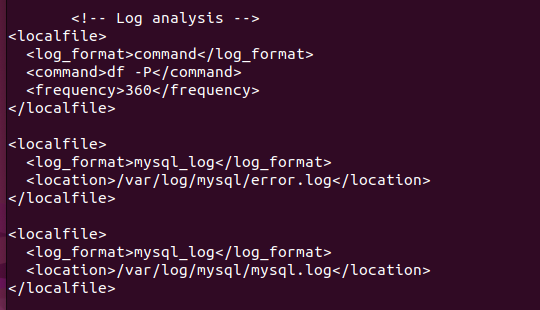 <!-- Log analysis -->
<localfile>
<log_format>command</log_format>
<command>df -P</command>
<frequency>360</frequency>
</localfile>
<localfile>
<log_format>mysql_log</log_format>
<location>/var/log/mysql/error.log</location>
</localfile>
<localfile>
<log_format>mysql_log</log_format>
<location>/var/log/mysql/mysql.log</location>
</localfile>